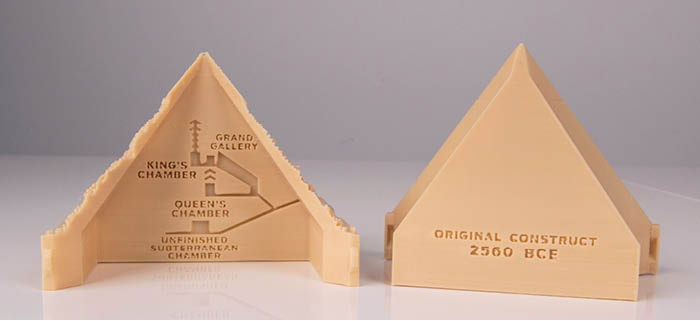 GRAND
GALLERY
KING'S
CHAMBER
QUEEN'S
CHAMBER
UNFINISHED
SUBTERRANEAN
CHAMBER
ORIGINAL CONSTRUCT
2560 BCE